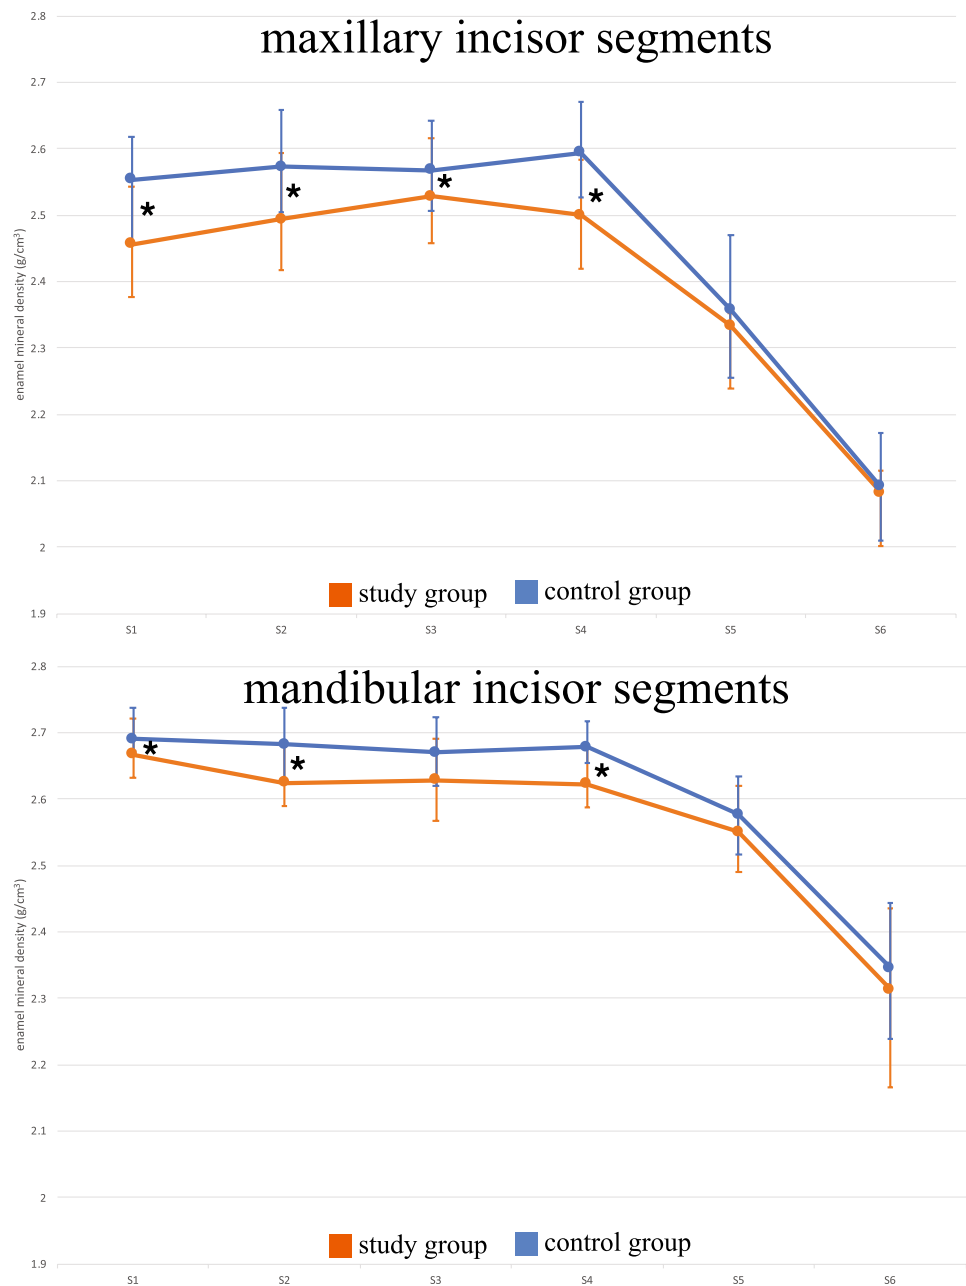 maxillary incisor segments
2.8
2.7
2.6
2.5
2.4
2.3
2.2
2.1
2
1.9
enamel mineral density (g/cm³)
*
*
*
*
study group
control group
S1 S2 S3 S4 S5 S6
mandibular incisor segments
2.8
2.7
2.6
2.5
2.4
2.3
2.2
2.1
2
1.9
enamel mineral density (g/cm³)
*
*
*
study group
control group
S1 S2 S3 S4 S5 S6